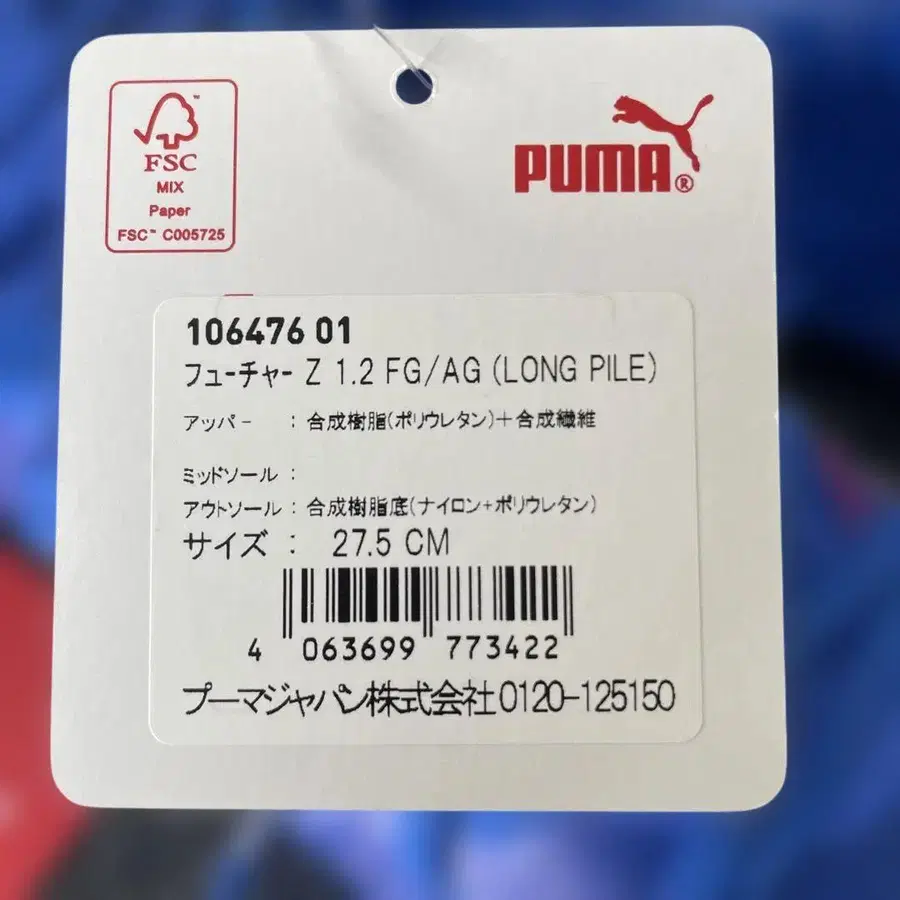 FSC
MIX
Paper
FSC™ C005725
PUMA®
106476 01
フューチャー Z 1.2 FG/AG (LONG PILE)
アッパー : 合成樹脂(ポリウレタン)+合成繊維
ミッドソール :
アウトソール : 合成樹脂底(ナイロン+ポリウレタン)
サイズ : 27.5 CM
4 063699 773422
プーマジャパン株式会社0120-125150